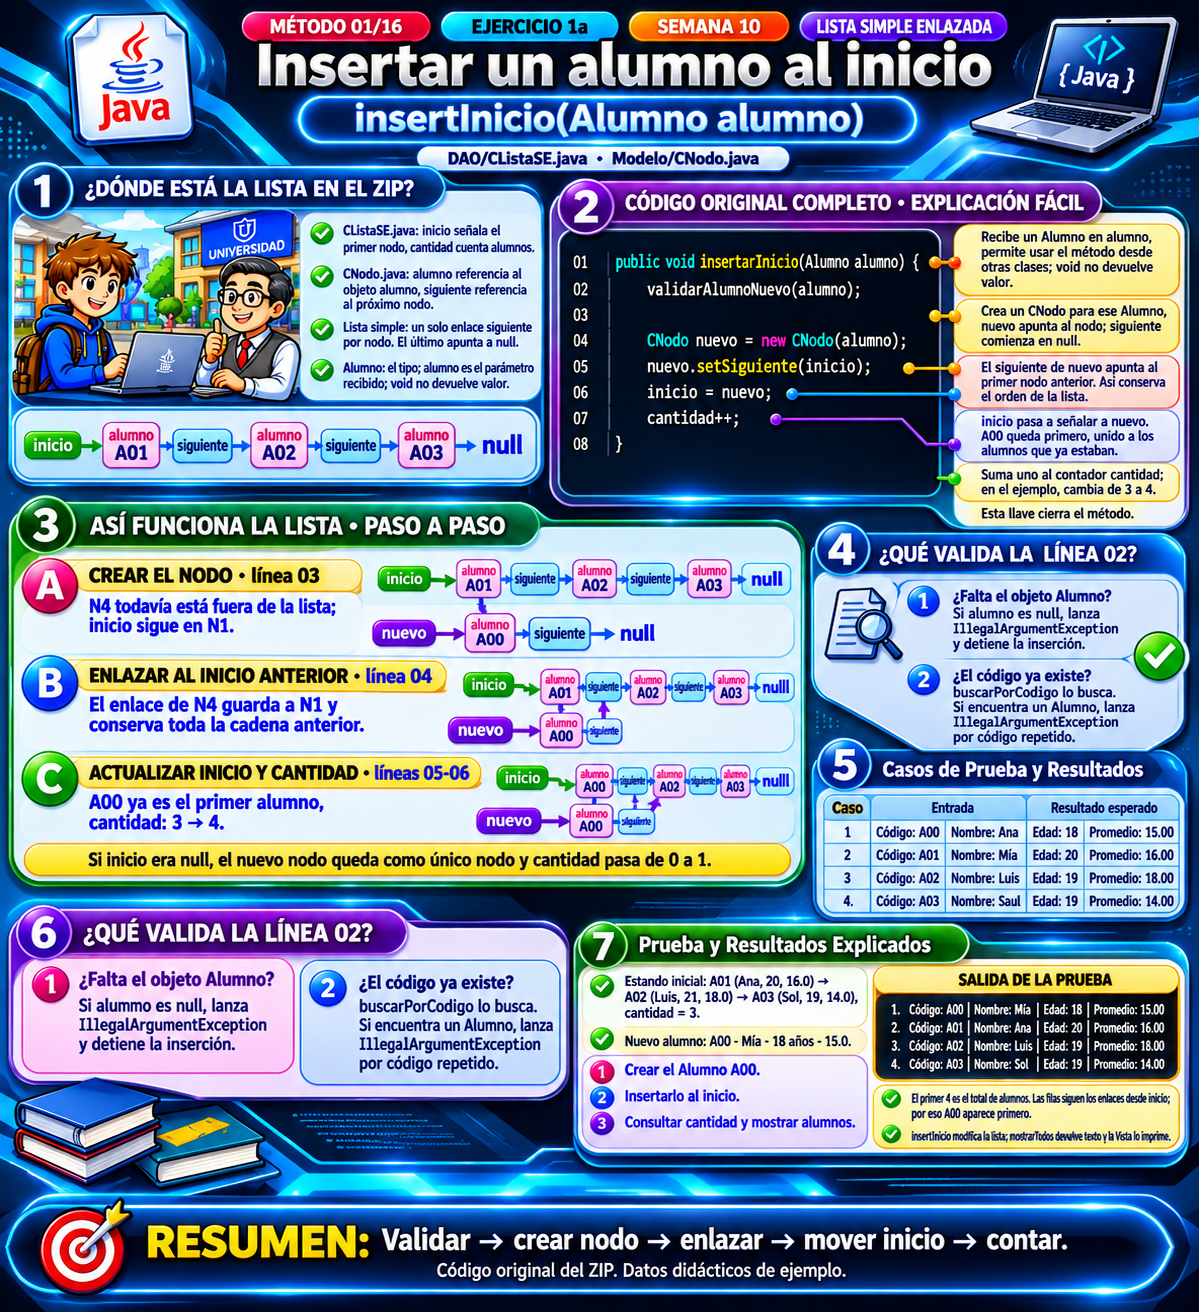 MÉTODO 01/16
EJERCICIO 1a
SEMANA 10
LISTA SIMPLE ENLAZADA
Insertar un alumno al inicio
insertInicio(Alumno alumno)
DAO/CListaSE.java • Modelo/CNodo.java
Java
</>
{ Java }
1 ¿DÓNDE ESTÁ LA LISTA EN EL ZIP?
UNIVERSIDAD
CListaSE.java: inicio señala el
primer nodo, cantidad cuenta alumnos.
CNodo.java: alumno referencia al
objeto alumno, siguiente referencia
al próximo nodo.
Lista simple: un solo enlace siguiente
por nodo. El último apunta a null.
Alumno: el tipo; alumno es el parámetro
recibido; void no devuelve valor.
inicio alumno A01 siguiente alumno A02 siguiente alumno A03 null
2 CÓDIGO ORIGINAL COMPLETO • EXPLICACIÓN FÁCIL
01 public void insertarInicio(Alumno alumno) {
02 validarAlumnoNuevo(alumno);
03
04 CNodo nuevo = new CNodo(alumno);
05 nuevo.setSiguiente(inicio);
06 inicio = nuevo;
07 cantidad++;
08 }
Recibe un Alumno en alumno,
permite usar el método desde
otras clases; void no devuelve
valor.
Crea un CNodo para ese Alumno,
nuevo apunta al nodo; siguiente
comienza en null.
El siguiente de nuevo apunta al
primer nodo anterior. Asi conserva
el orden de la lista.
inicio pasa a señalar a nuevo.
A00 queda primero, unido a los
alumnos que ya estaban.
Suma uno al contador cantidad;
en el ejemplo, cambia de 3 a 4.
Esta llave cierra el método.
3 ASÍ FUNCIONA LA LISTA • PASO A PASO
A CREAR EL NODO • línea 03
N4 todavía está fuera de la lista;
inicio sigue en N1.
inicio alumno A01 siguiente alumno A02 siguiente alumno A03 null
nuevo alumno A00 siguiente null
B ENLAZAR AL INICIO ANTERIOR • línea 04
El enlace de N4 guarda a N1 y
conserva toda la cadena anterior.
inicio alumno A01 siguiente alumno A02 siguiente alumno A03 nulll
nuevo alumno A00
C ACTUALIZAR INICIO Y CANTIDAD • líneas 05-06
A00 ya es el primer alumno,
cantidad: 3 → 4.
inicio alumno A00 alumno A02 alumno A03 nulll
nuevo alumno A00
Si inicio era null, el nuevo nodo queda como único nodo y cantidad pasa de 0 a 1.
4 ¿QUÉ VALIDA LA LÍNEA 02?
1 ¿Falta el objeto Alumno?
Si alumno es null, lanza
IllegalArgumentException
y detiene la inserción.
2 ¿El código ya existe?
buscarPorCodigo lo busca.
Si encuentra un Alumno, lanza
IllegalArgumentException
por código repetido.
5 Casos de Prueba y Resultados
Caso Entrada Resultado esperado
1 Código: A00 Nombre: Ana Edad: 18 Promedio: 15.00
2 Código: A01 Nombre: Mía Edad: 20 Promedio: 16.00
3 Código: A02 Nombre: Luis Edad: 19 Promedio: 18.00
4. Código: A03 Nombre: Saul Edad: 19 Promedio: 14.00
6 ¿QUÉ VALIDA LA LÍNEA 02?
1 ¿Falta el objeto Alumno?
Si alummo es null, lanza
IllegalArgumentException
y detiene la inserción.
2 ¿El código ya existe?
buscarPorCodigo lo busca.
Si encuentra un Alumno, lanza
IllegalArgumentException
por código repetido.
7 Prueba y Resultados Explicados
Estando inicial: A01 (Ana, 20, 16.0) →
A02 (Luis, 21, 18.0) → A03 (Sol, 19, 14.0),
cantidad = 3.
Nuevo alumno: A00 - Mía - 18 años - 15.0.
1 Crear el Alumno A00.
2 Insertarlo al inicio.
3 Consultar cantidad y mostrar alumnos.
SALIDA DE LA PRUEBA
1. Código: A00 | Nombre: Mía | Edad: 18 | Promedio: 15.00
2. Código: A01 | Nombre: Ana | Edad: 20 | Promedio: 16.00
3. Código: A02 | Nombre: Luis | Edad: 19 | Promedio: 18.00
4. Código: A03 | Nombre: Sol | Edad: 19 | Promedio: 14.00
El primer 4 es el total de alumnos. Las filas siguen los enlaces desde inicio;
por eso A00 aparece primero.
insertInicio modfica la lista; mostrarTodos devuelve texto y la Vista lo imprime.
RESUMEN: Validar → crear nodo → enlazar → mover inicio → contar.
Código original del ZIP. Datos didácticos de ejemplo.